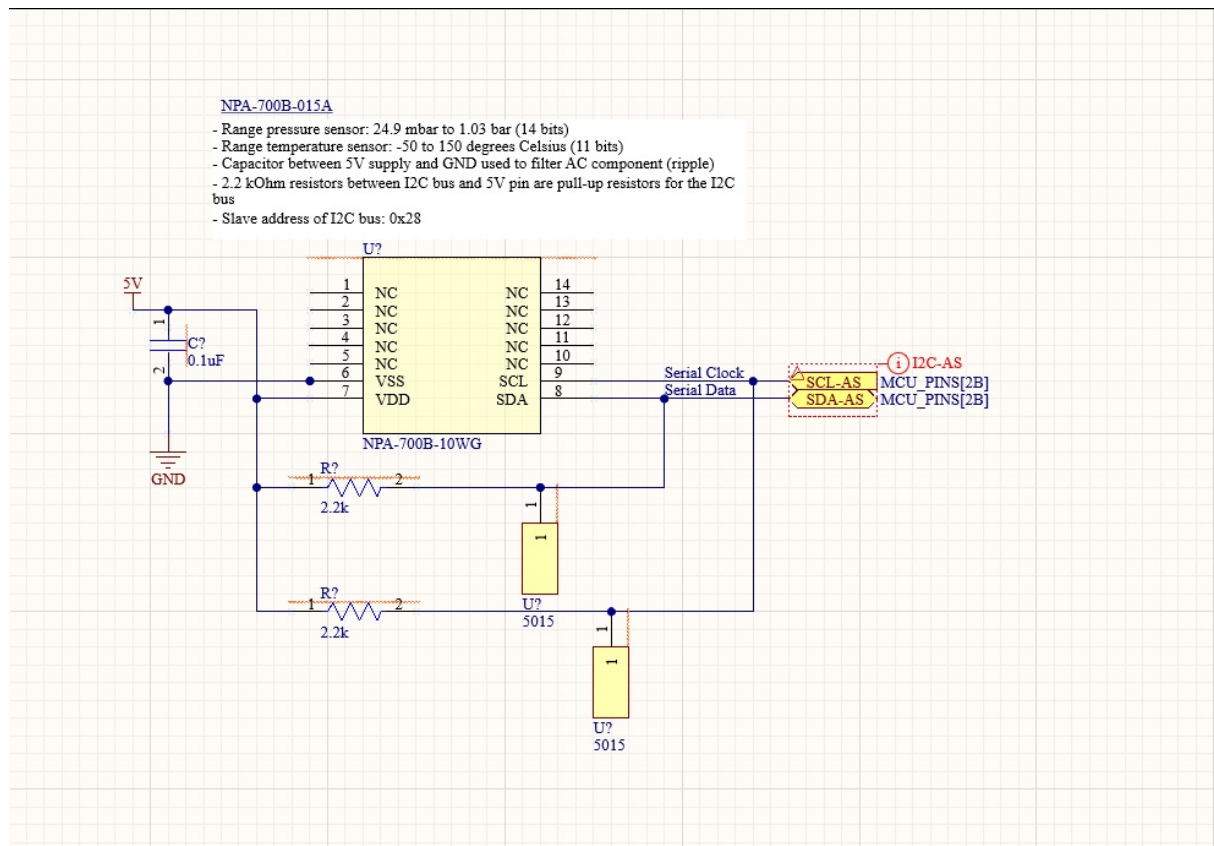 NPA-700B-015A
- Range pressure sensor: 24.9 mbar to 1.03 bar (14 bits)
- Range temperature sensor: -50 to 150 degrees Celsius (11 bits)
- Capacitor between 5V supply and GND used to filter AC component (ripple)
- 2.2 kOhm resistors between I2C bus and 5V pin are pull-up resistors for the I2C
bus
- Slave address of I2C bus: 0x28
U?
5V
1 NC NC 14
2 NC NC 13
3 NC NC 12
4 NC NC 11
5 NC NC 10
6 VSS SCL 9
7 VDD SDA 8
NPA-700B-10WG
1
C?
0.1uF
2
GND
Serial Clock
Serial Data
i I2C-AS
SCL-AS MCU_PINS[2B]
SDA-AS MCU_PINS[2B]
R?
1 2
2.2k
1
1
U?
5015
R?
1 2
2.2k
1
1
U?
5015